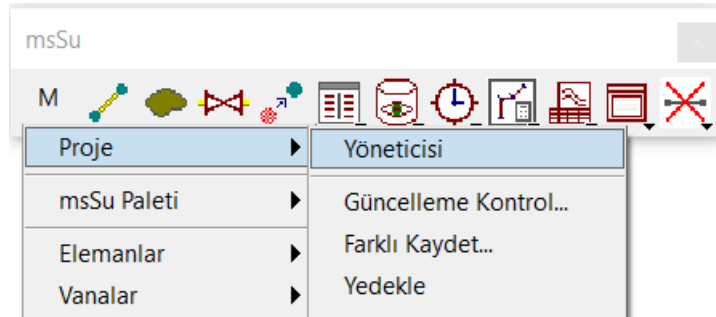 msSu
M
Proje
Yöneticisi
msSu Paleti
Güncelleme Kontrol...
Elemanlar
Farklı Kaydet...
Vanalar
Yedekle